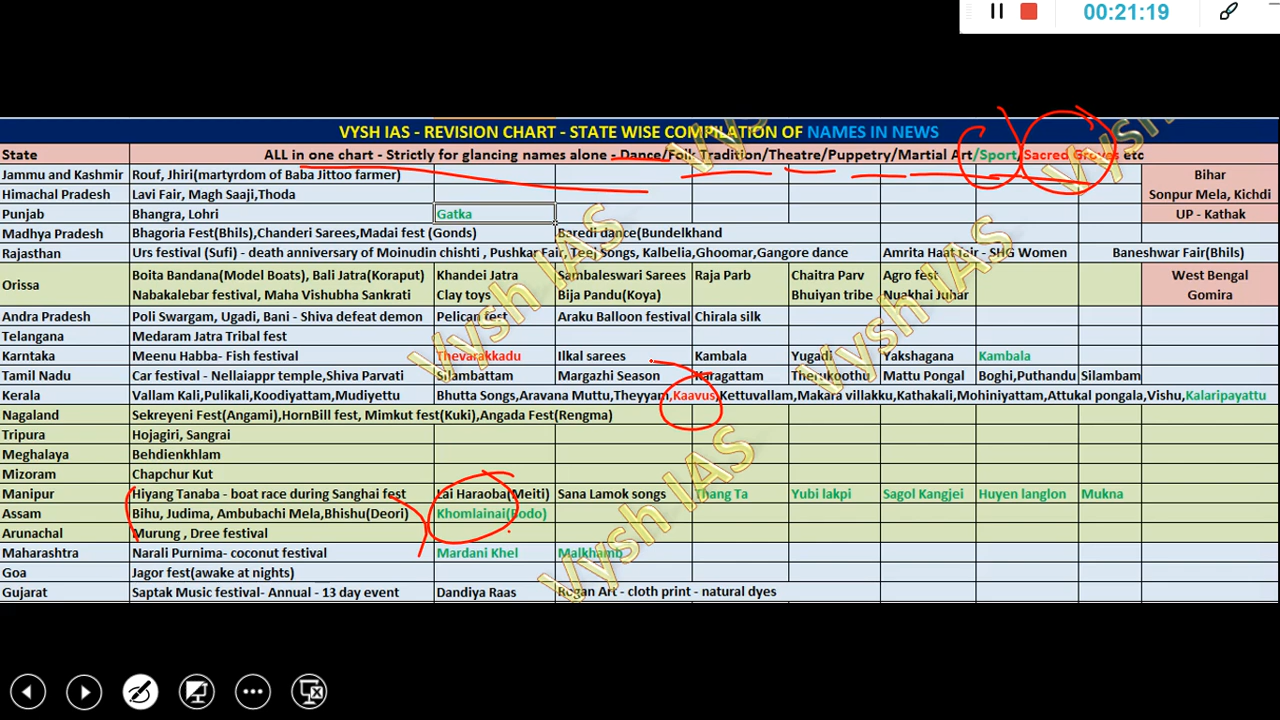 00:21:19
VYSH IAS - REVISION CHART - STATE WISE COMPILATION OF NAMES IN NEWS
State ALL in one chart - Strictly for glancing names alone - Dance/Folk Tradition/Theatre/Puppetry/Martial Art/Sport, Sacred Groves etc
Jammu and Kashmir Rouf, Jhiri(martyrdom of Baba Jittoo farmer) Bihar
Himachal Pradesh Lavi Fair, Magh Saaji,Thoda Sonpur Mela, Kichdi
Punjab Bhangra, Lohri Gatka UP - Kathak
Madhya Pradesh Bhagoria Fest(Bhils),Chanderi Sarees,Madai fest (Gonds) Baredi dance(Bundelkhand
Rajasthan Urs festival (Sufi) - death anniversary of Moinudin chishti , Pushkar Fair, Teej Songs, Kalbelia,Ghoomar,Gangore dance Amrita Haat fair - SHG Women Baneshwar Fair(Bhils)
Orissa Boita Bandana(Model Boats), Bali Jatra(Koraput) Khandei Jatra Sambaleswari Sarees Raja Parb Chaitra Parv Agro fest West Bengal
Nabakalebar festival, Maha Vishubha Sankrati Clay toys Bija Pandu(Koya) Bhuiyan tribe Nuakhai Juhar Gomira
Andra Pradesh Poli Swargam, Ugadi, Bani - Shiva defeat demon Pelican fest Araku Balloon festival Chirala silk
Telangana Medaram Jatra Tribal fest
Karntaka Meenu Habba- Fish festival Thevarakkadu Ilkal sarees Kambala Yugadi Yakshagana Kambala
Tamil Nadu Car festival - Nellaiappr temple,Shiva Parvati Silambattam Margazhi Season Karagattam Therukoothu Mattu Pongal Boghi,Puthandu Silambam
Kerala Vallam Kali,Pulikali,Koodiyattam,Mudiyettu Bhutta Songs,Aravana Muttu,Theyyam,Kaavus,Kettuvallam,Makara villakku,Kathakali,Mohiniyattam,Attukal pongala,Vishu,Kalaripayattu
Nagaland Sekreyeni Fest(Angami),HornBill fest, Mimkut fest(Kuki),Angada Fest(Rengma)
Tripura Hojagiri, Sangrai
Meghalaya Behdienkhlam
Mizoram Chapchur Kut
Manipur Hiyang Tanaba - boat race during Sanghai fest Lai Haraoba(Meiti) Sana Lamok songs Thang Ta Yubi lakpi Sagol Kangjei Huyen langlon Mukna
Assam Bihu, Judima, Ambubachi Mela,Bhishu(Deori) Khomlainai(Bodo)
Arunachal Murung , Dree festival
Maharashtra Narali Purnima- coconut festival Mardani Khel Malkhamb
Goa Jagor fest(awake at nights)
Gujarat Saptak Music festival- Annual - 13 day event Dandiya Raas Rogan Art - cloth print - natural dyes
Vysh IAS
Vysh IAS
Vysh IAS
Vysh IAS
Vysh IAS